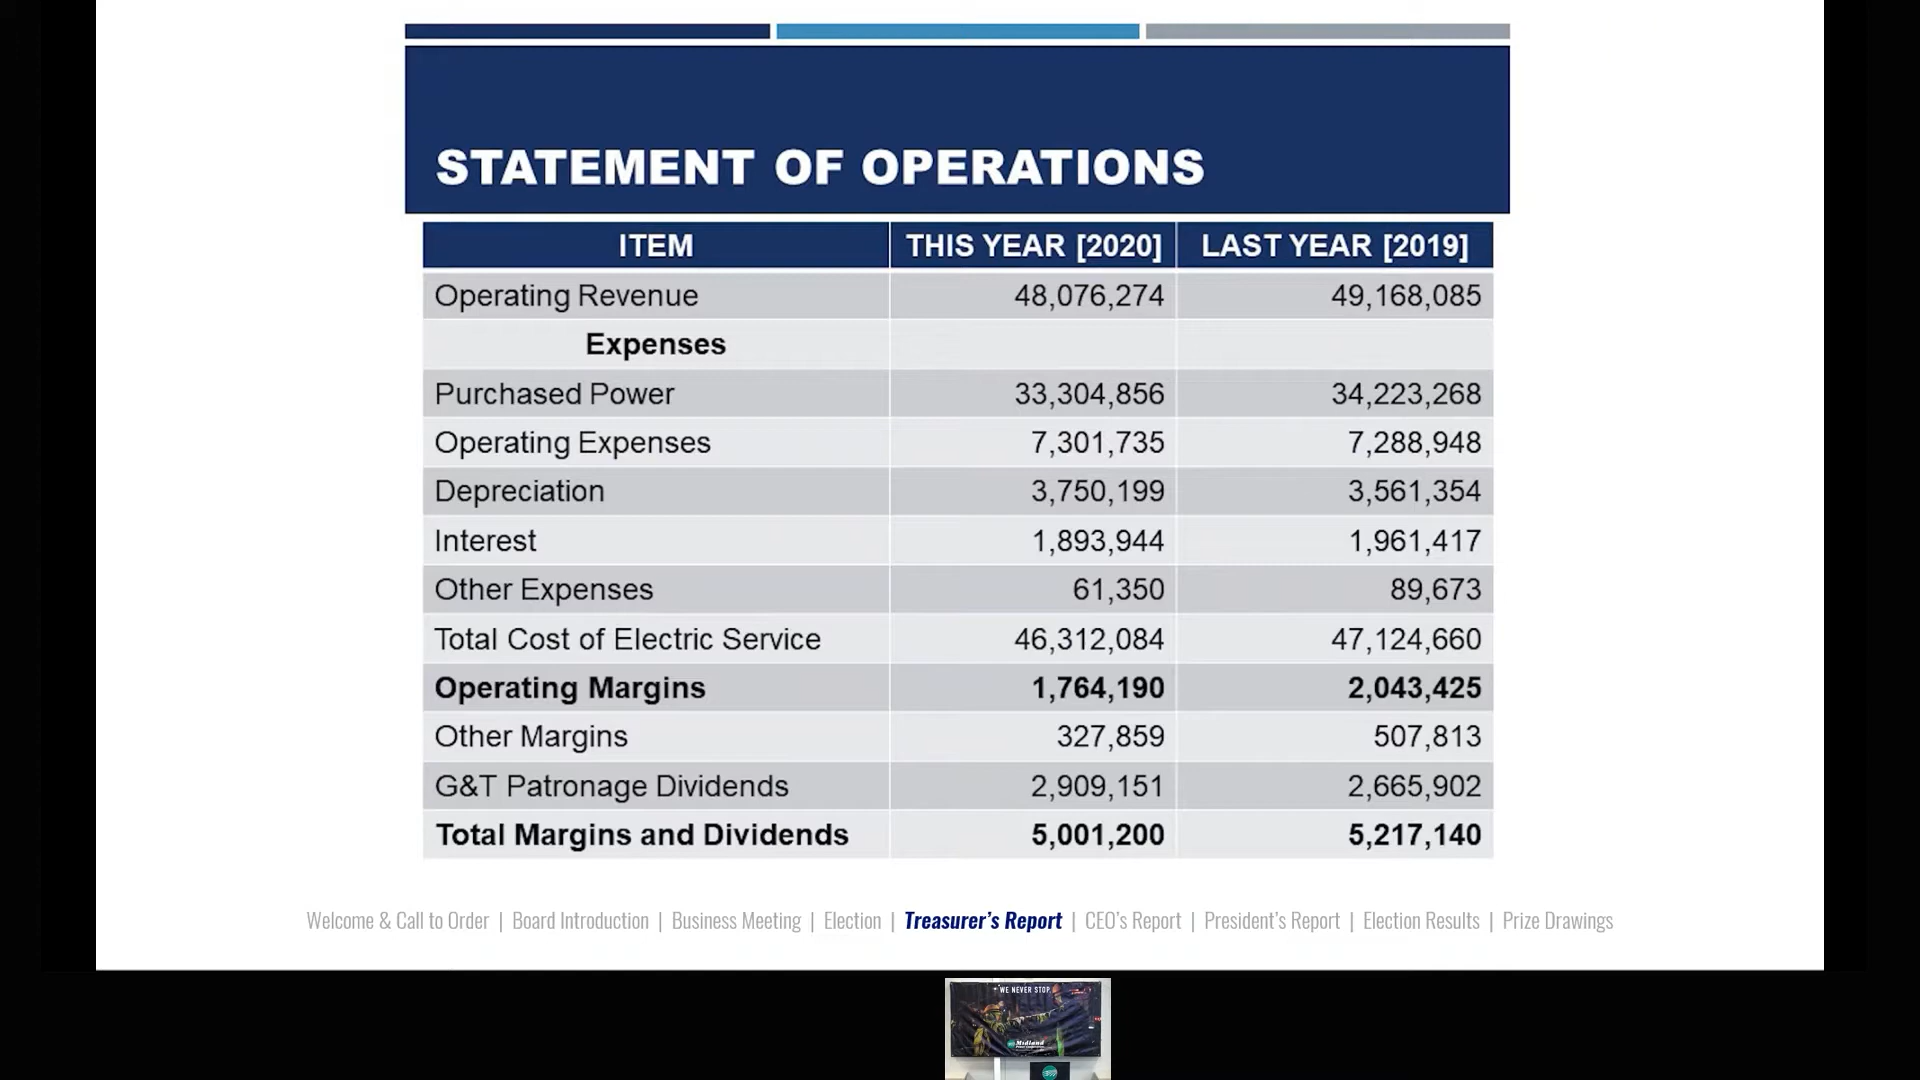 STATEMENT OF OPERATIONS
ITEM THIS YEAR [2020] LAST YEAR [2019]
Operating Revenue 48,076,274 49,168,085
Expenses
Purchased Power 33,304,856 34,223,268
Operating Expenses 7,301,735 7,288,948
Depreciation 3,750,199 3,561,354
Interest 1,893,944 1,961,417
Other Expenses 61,350 89,673
Total Cost of Electric Service 46,312,084 47,124,660
Operating Margins 1,764,190 2,043,425
Other Margins 327,859 507,813
G&T Patronage Dividends 2,909,151 2,665,902
Total Margins and Dividends 5,001,200 5,217,140
Welcome & Call to Order | Board Introduction | Business Meeting | Election | Treasurer's Report | CEO's Report | President's Report | Election Results | Prize Drawings
WE NEVER STOP
Midland